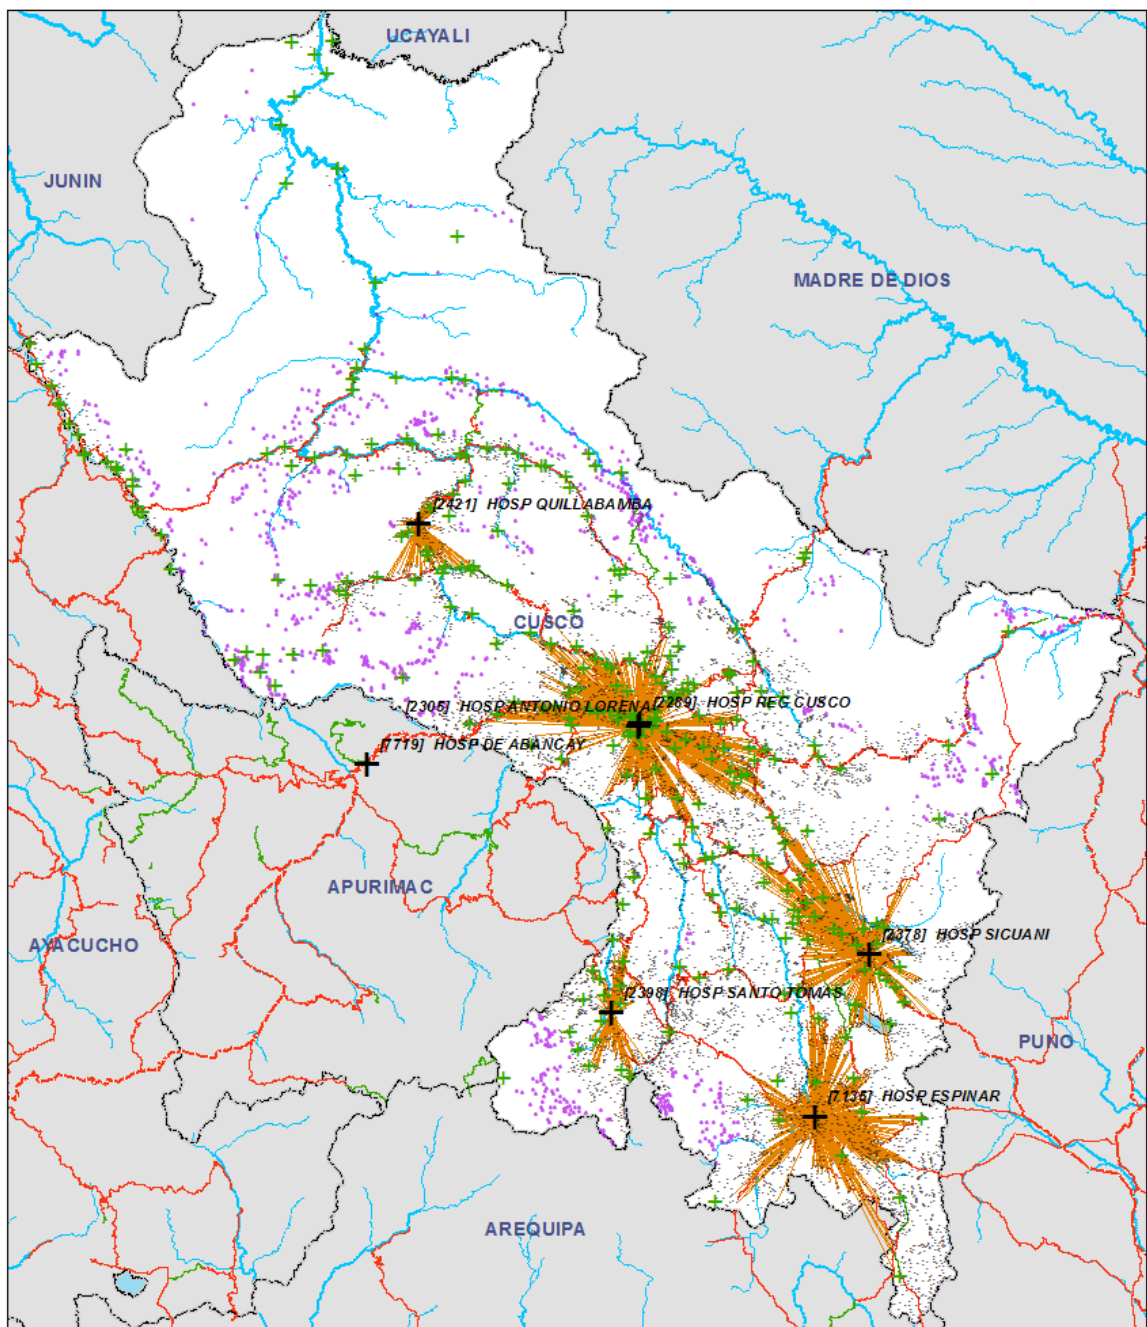 UCAYALI
JUNIN
MADRE DE DIOS
[2421] HOSP QUILLABAMBA
CUSCO
[2305] HOSP ANTONIO LORENA
[2289] HOSP REG CUSCO
[7719] HOSP DE ABANCAY
APURIMAC
AYACUCHO
[2378] HOSP SICUANI
[2398] HOSP SANTO TOMAS
PUNO
[7135] HOSP ESPINAR
AREQUIPA